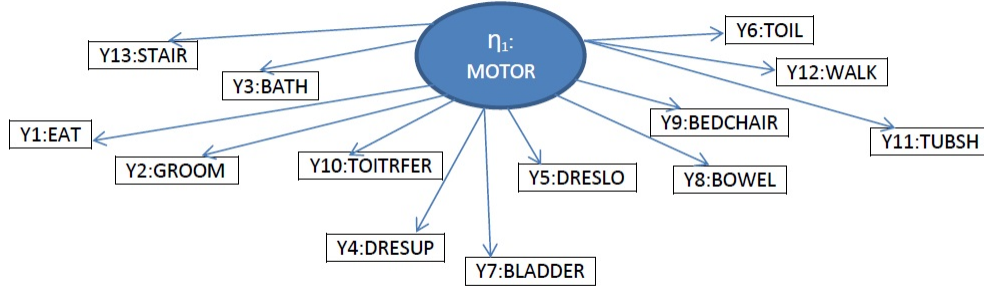 η₁:
MOTOR
Y6:TOIL
Y13:STAIR
Y12:WALK
Y3:BATH
Y9:BEDCHAIR
Y1:EAT
Y11:TUBSH
Y2:GROOM
Y10:TOITRFER
Y5:DRESLO
Y8:BOWEL
Y4:DRESUP
Y7:BLADDER